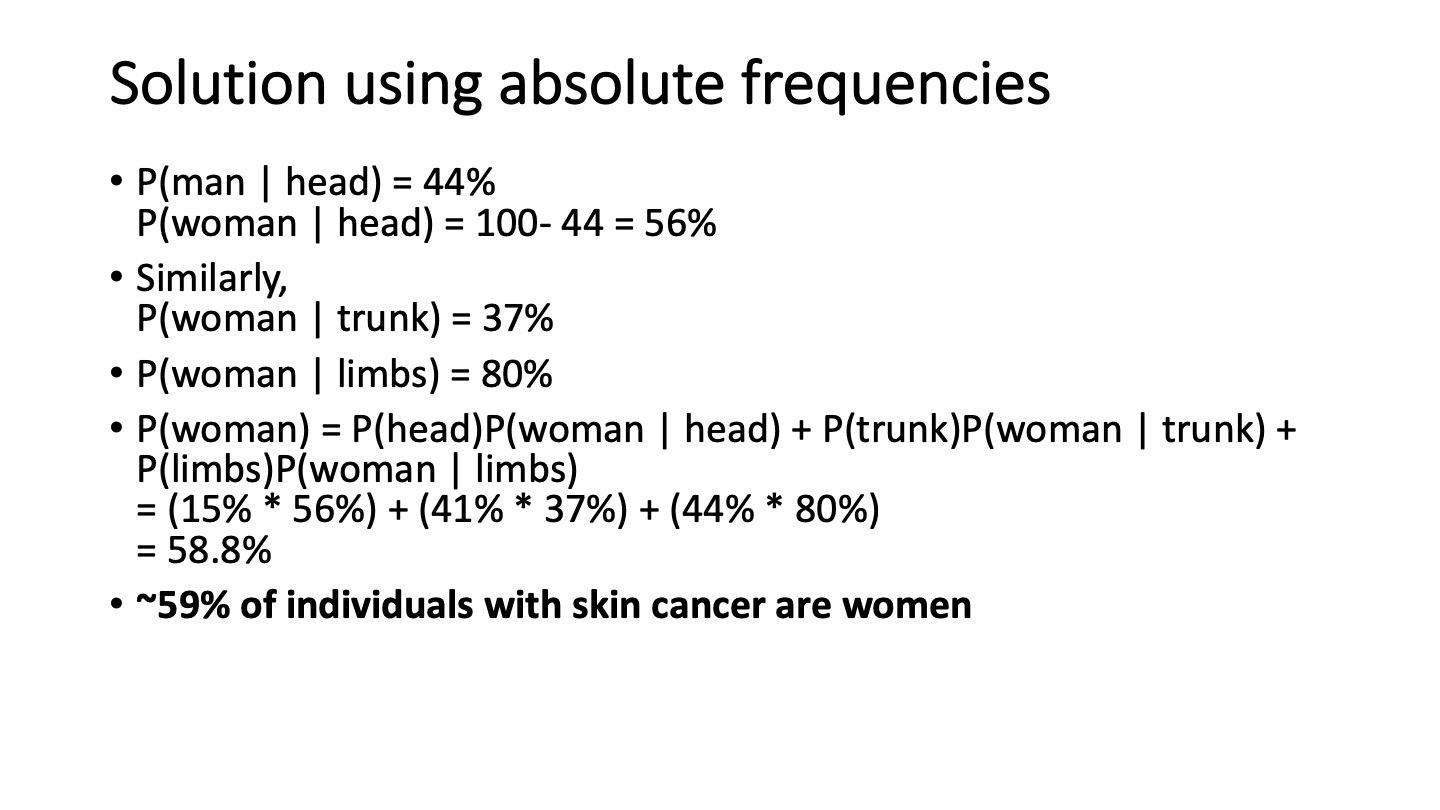 Solution using absolute frequencies
• P(man | head) = 44%
P(woman | head) = 100- 44 = 56%
• Similarly,
P(woman | trunk) = 37%
• P(woman | limbs) = 80%
• P(woman) = P(head)P(woman | head) + P(trunk)P(woman | trunk) +
P(limbs)P(woman | limbs)
= (15% * 56%) + (41% * 37%) + (44% * 80%)
= 58.8%
• ~59% of individuals with skin cancer are women